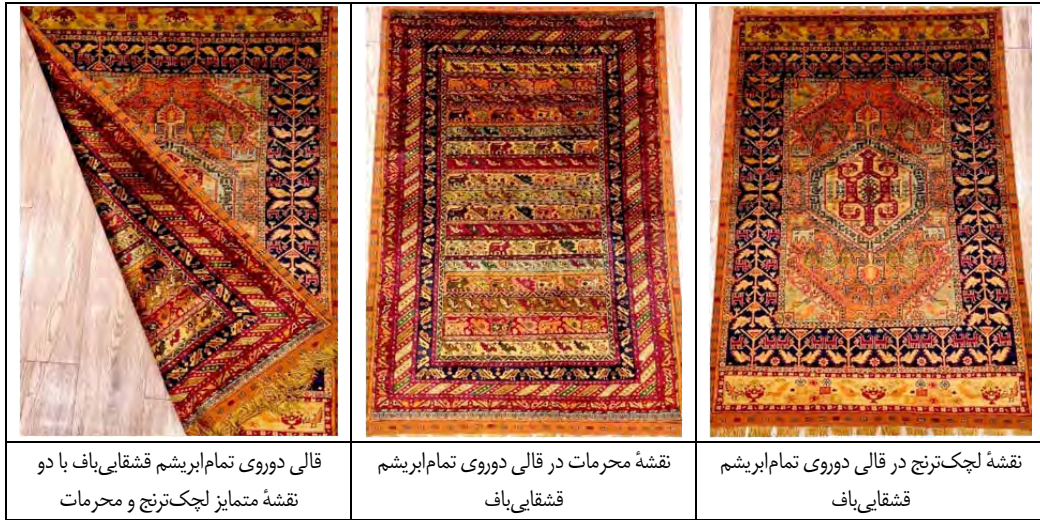 نقشهٔ لچک‌ترنج در قالی دوروی تمام‌ابریشم
قشقایی‌باف
نقشهٔ محرمات در قالی دوروی تمام‌ابریشم
قشقایی‌باف
قالی دوروی تمام‌ابریشم قشقایی‌باف با دو
نقشهٔ متمایز لچک‌ترنج و محرمات